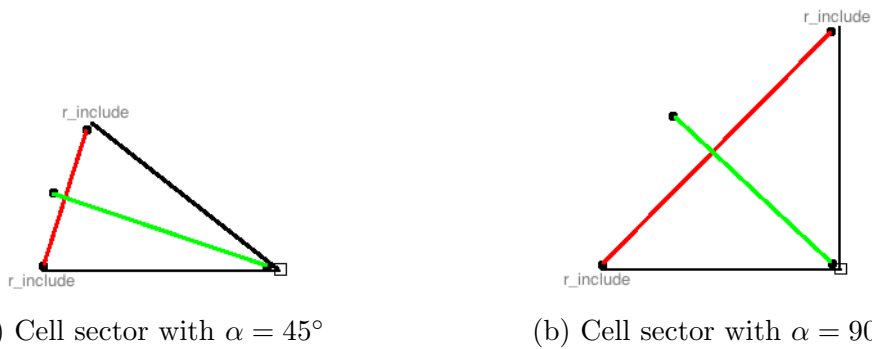 r_include
r_include
r_include
r_include
) Cell sector with α = 45°
(b) Cell sector with α = 90